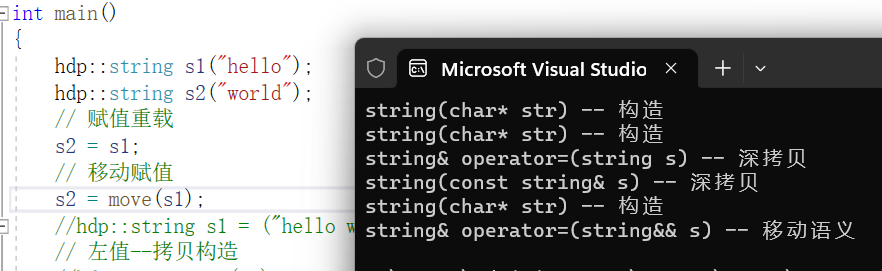 int main()
{
hdp::string s1("hello");
hdp::string s2("world");
// 赋值重载
s2 = s1;
// 移动赋值
s2 = move(s1);
//hdp::string s1 = ("hello w
// 左值--拷贝构造
Microsoft Visual Studio
string(char* str) -- 构造
string(char* str) -- 构造
string& operator=(string s) -- 深拷贝
string(const string& s) -- 深拷贝
string(char* str) -- 构造
string& operator=(string&& s) -- 移动语义